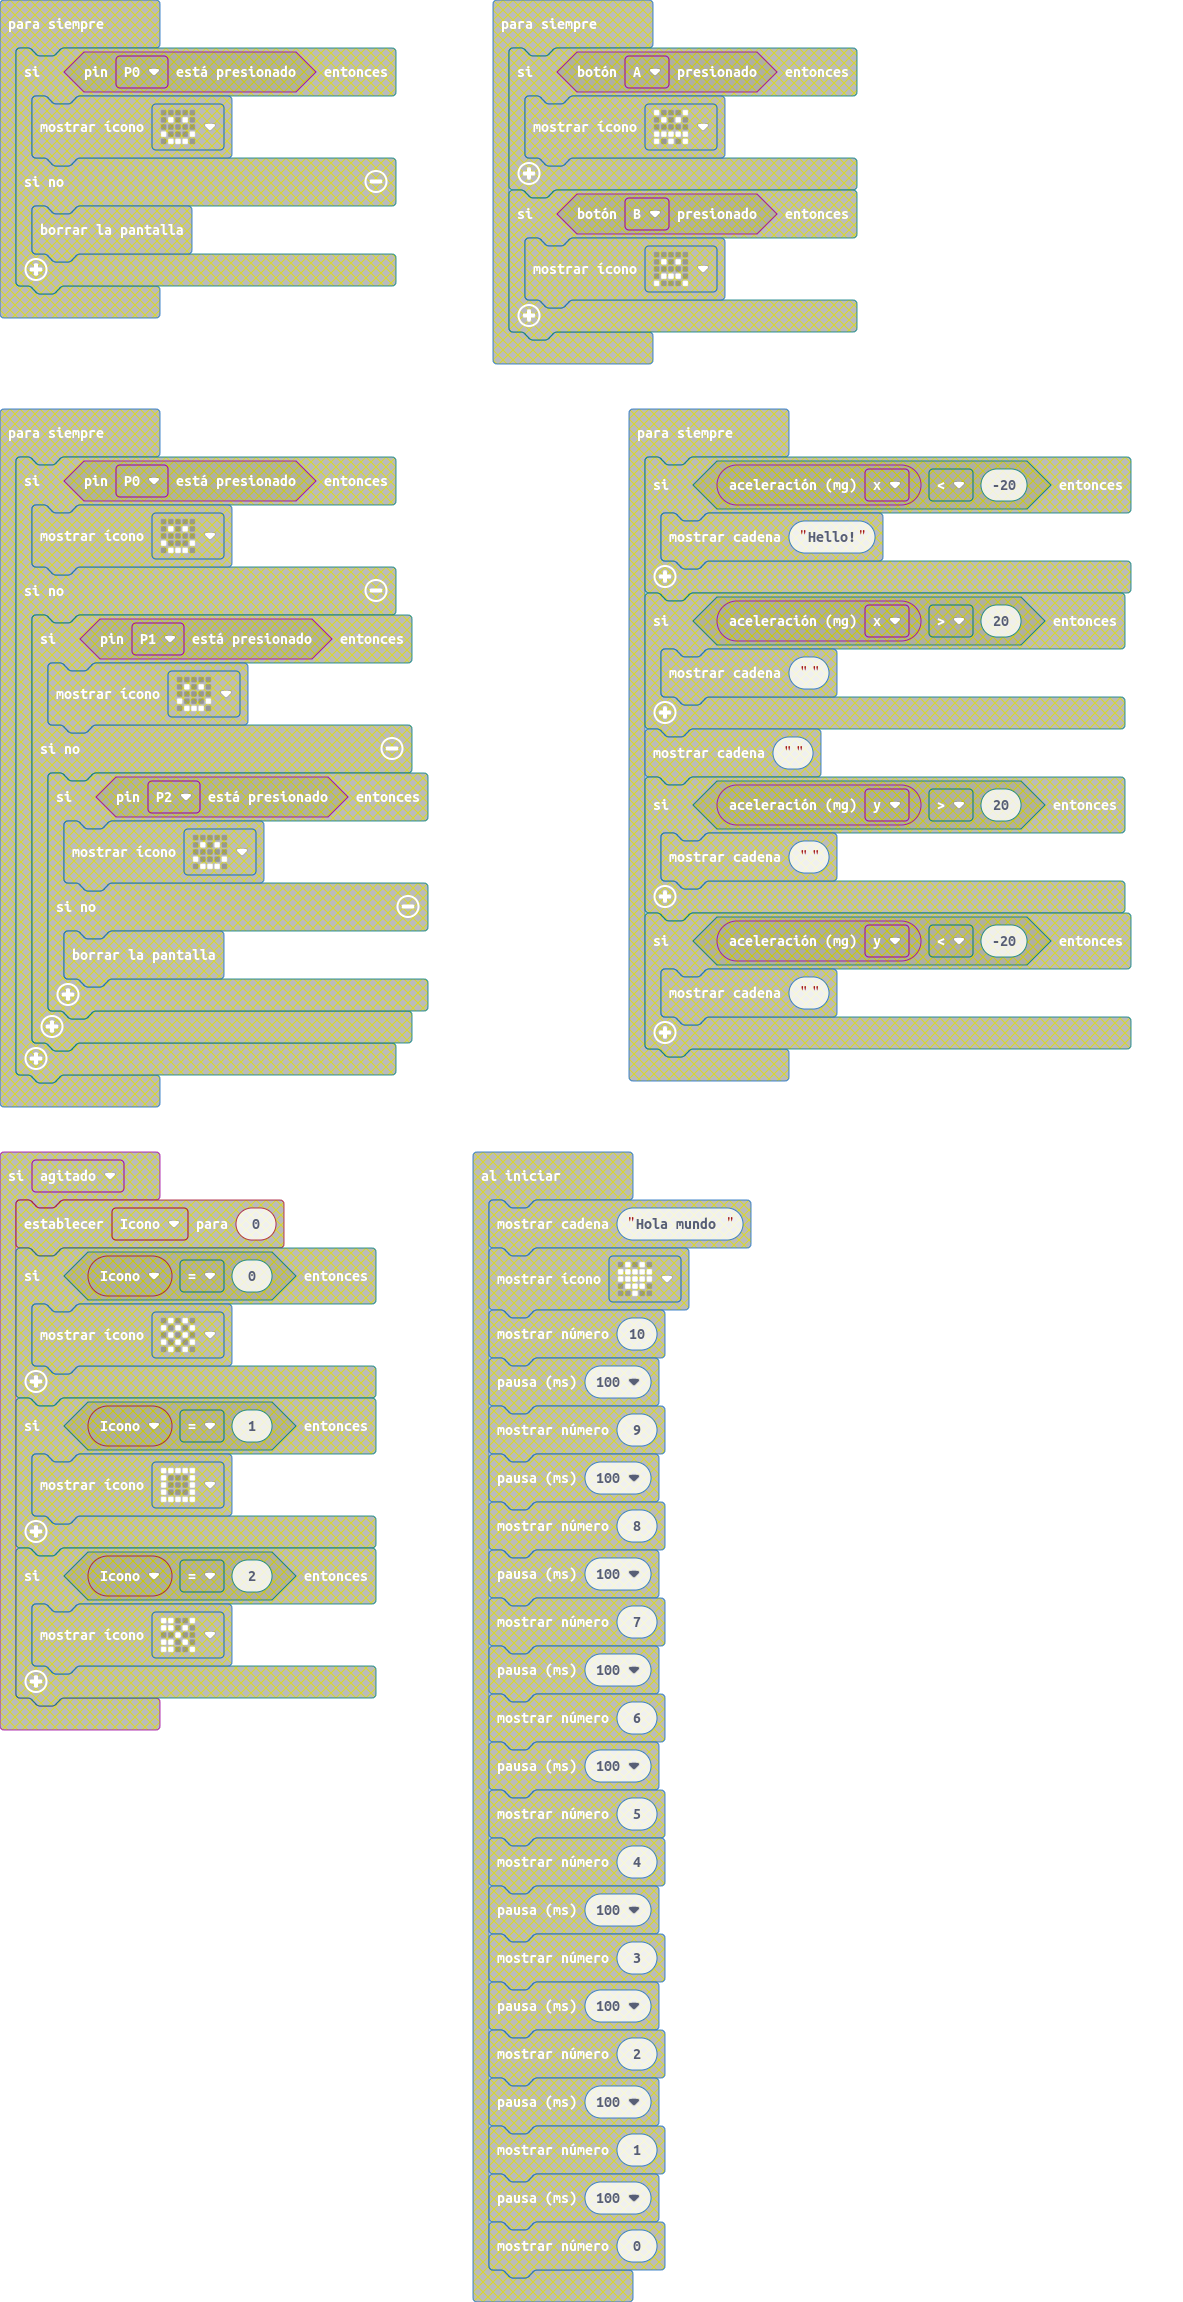 para siempre
si pin P0 está presionado entonces
mostrar icono
si no
borrar la pantalla
para siempre
si botón A presionado entonces
mostrar icono
si botón B presionado entonces
mostrar icono
para siempre
si pin P0 está presionado entonces
mostrar icono
si no
si pin P1 está presionado entonces
mostrar icono
si no
si pin P2 está presionado entonces
mostrar icono
si no
borrar la pantalla
para siempre
si aceleración (mg) x < -20 entonces
mostrar cadena "Hello!"
si aceleración (mg) x > 20 entonces
mostrar cadena " "
mostrar cadena " "
si aceleración (mg) y > 20 entonces
mostrar cadena " "
si aceleración (mg) y < -20 entonces
mostrar cadena " "
si agitado
establecer Icono para 0
si Icono = 0 entonces
mostrar icono
si Icono = 1 entonces
mostrar icono
si Icono = 2 entonces
mostrar icono
al iniciar
mostrar cadena "Hola mundo "
mostrar icono
mostrar número 10
pausa (ms) 100
mostrar número 9
pausa (ms) 100
mostrar número 8
pausa (ms) 100
mostrar número 7
pausa (ms) 100
mostrar número 6
pausa (ms) 100
mostrar número 5
mostrar número 4
pausa (ms) 100
mostrar número 3
pausa (ms) 100
mostrar número 2
pausa (ms) 100
mostrar número 1
pausa (ms) 100
mostrar número 0